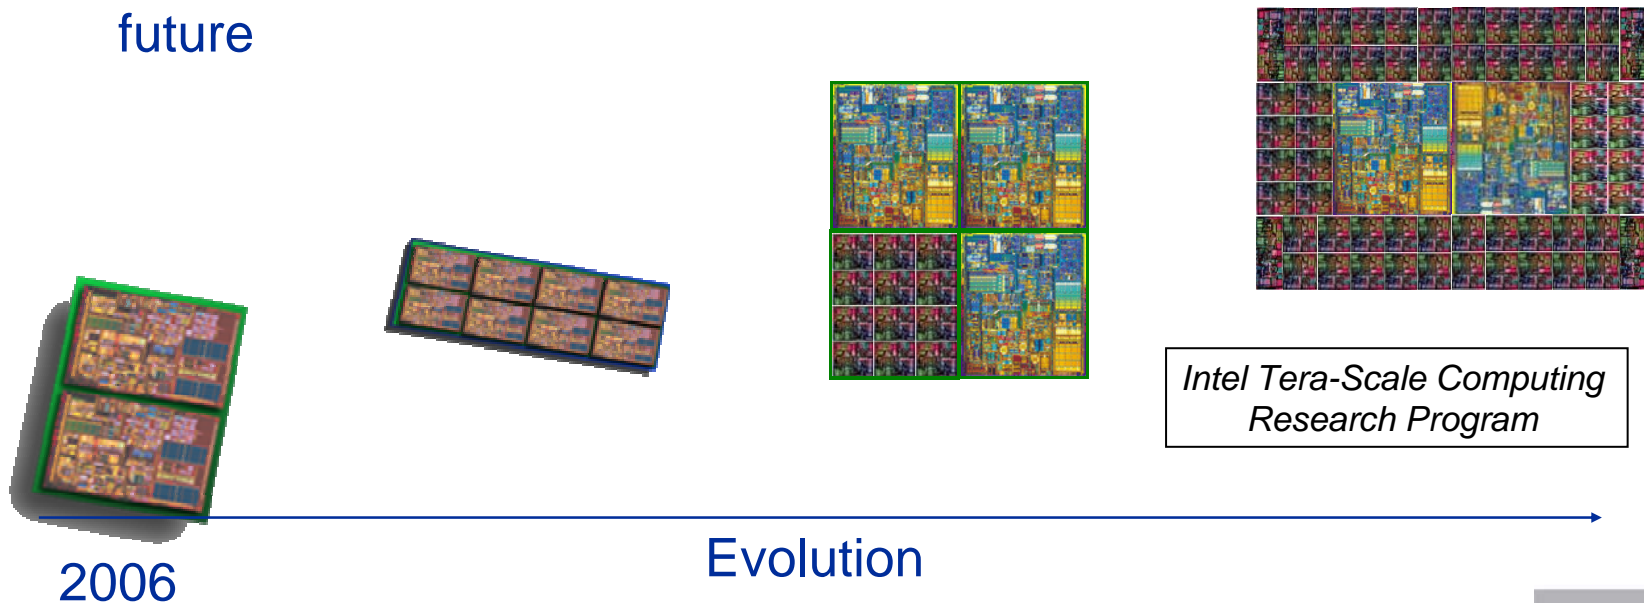 future
Intel Tera-Scale Computing
Research Program
Evolution
2006